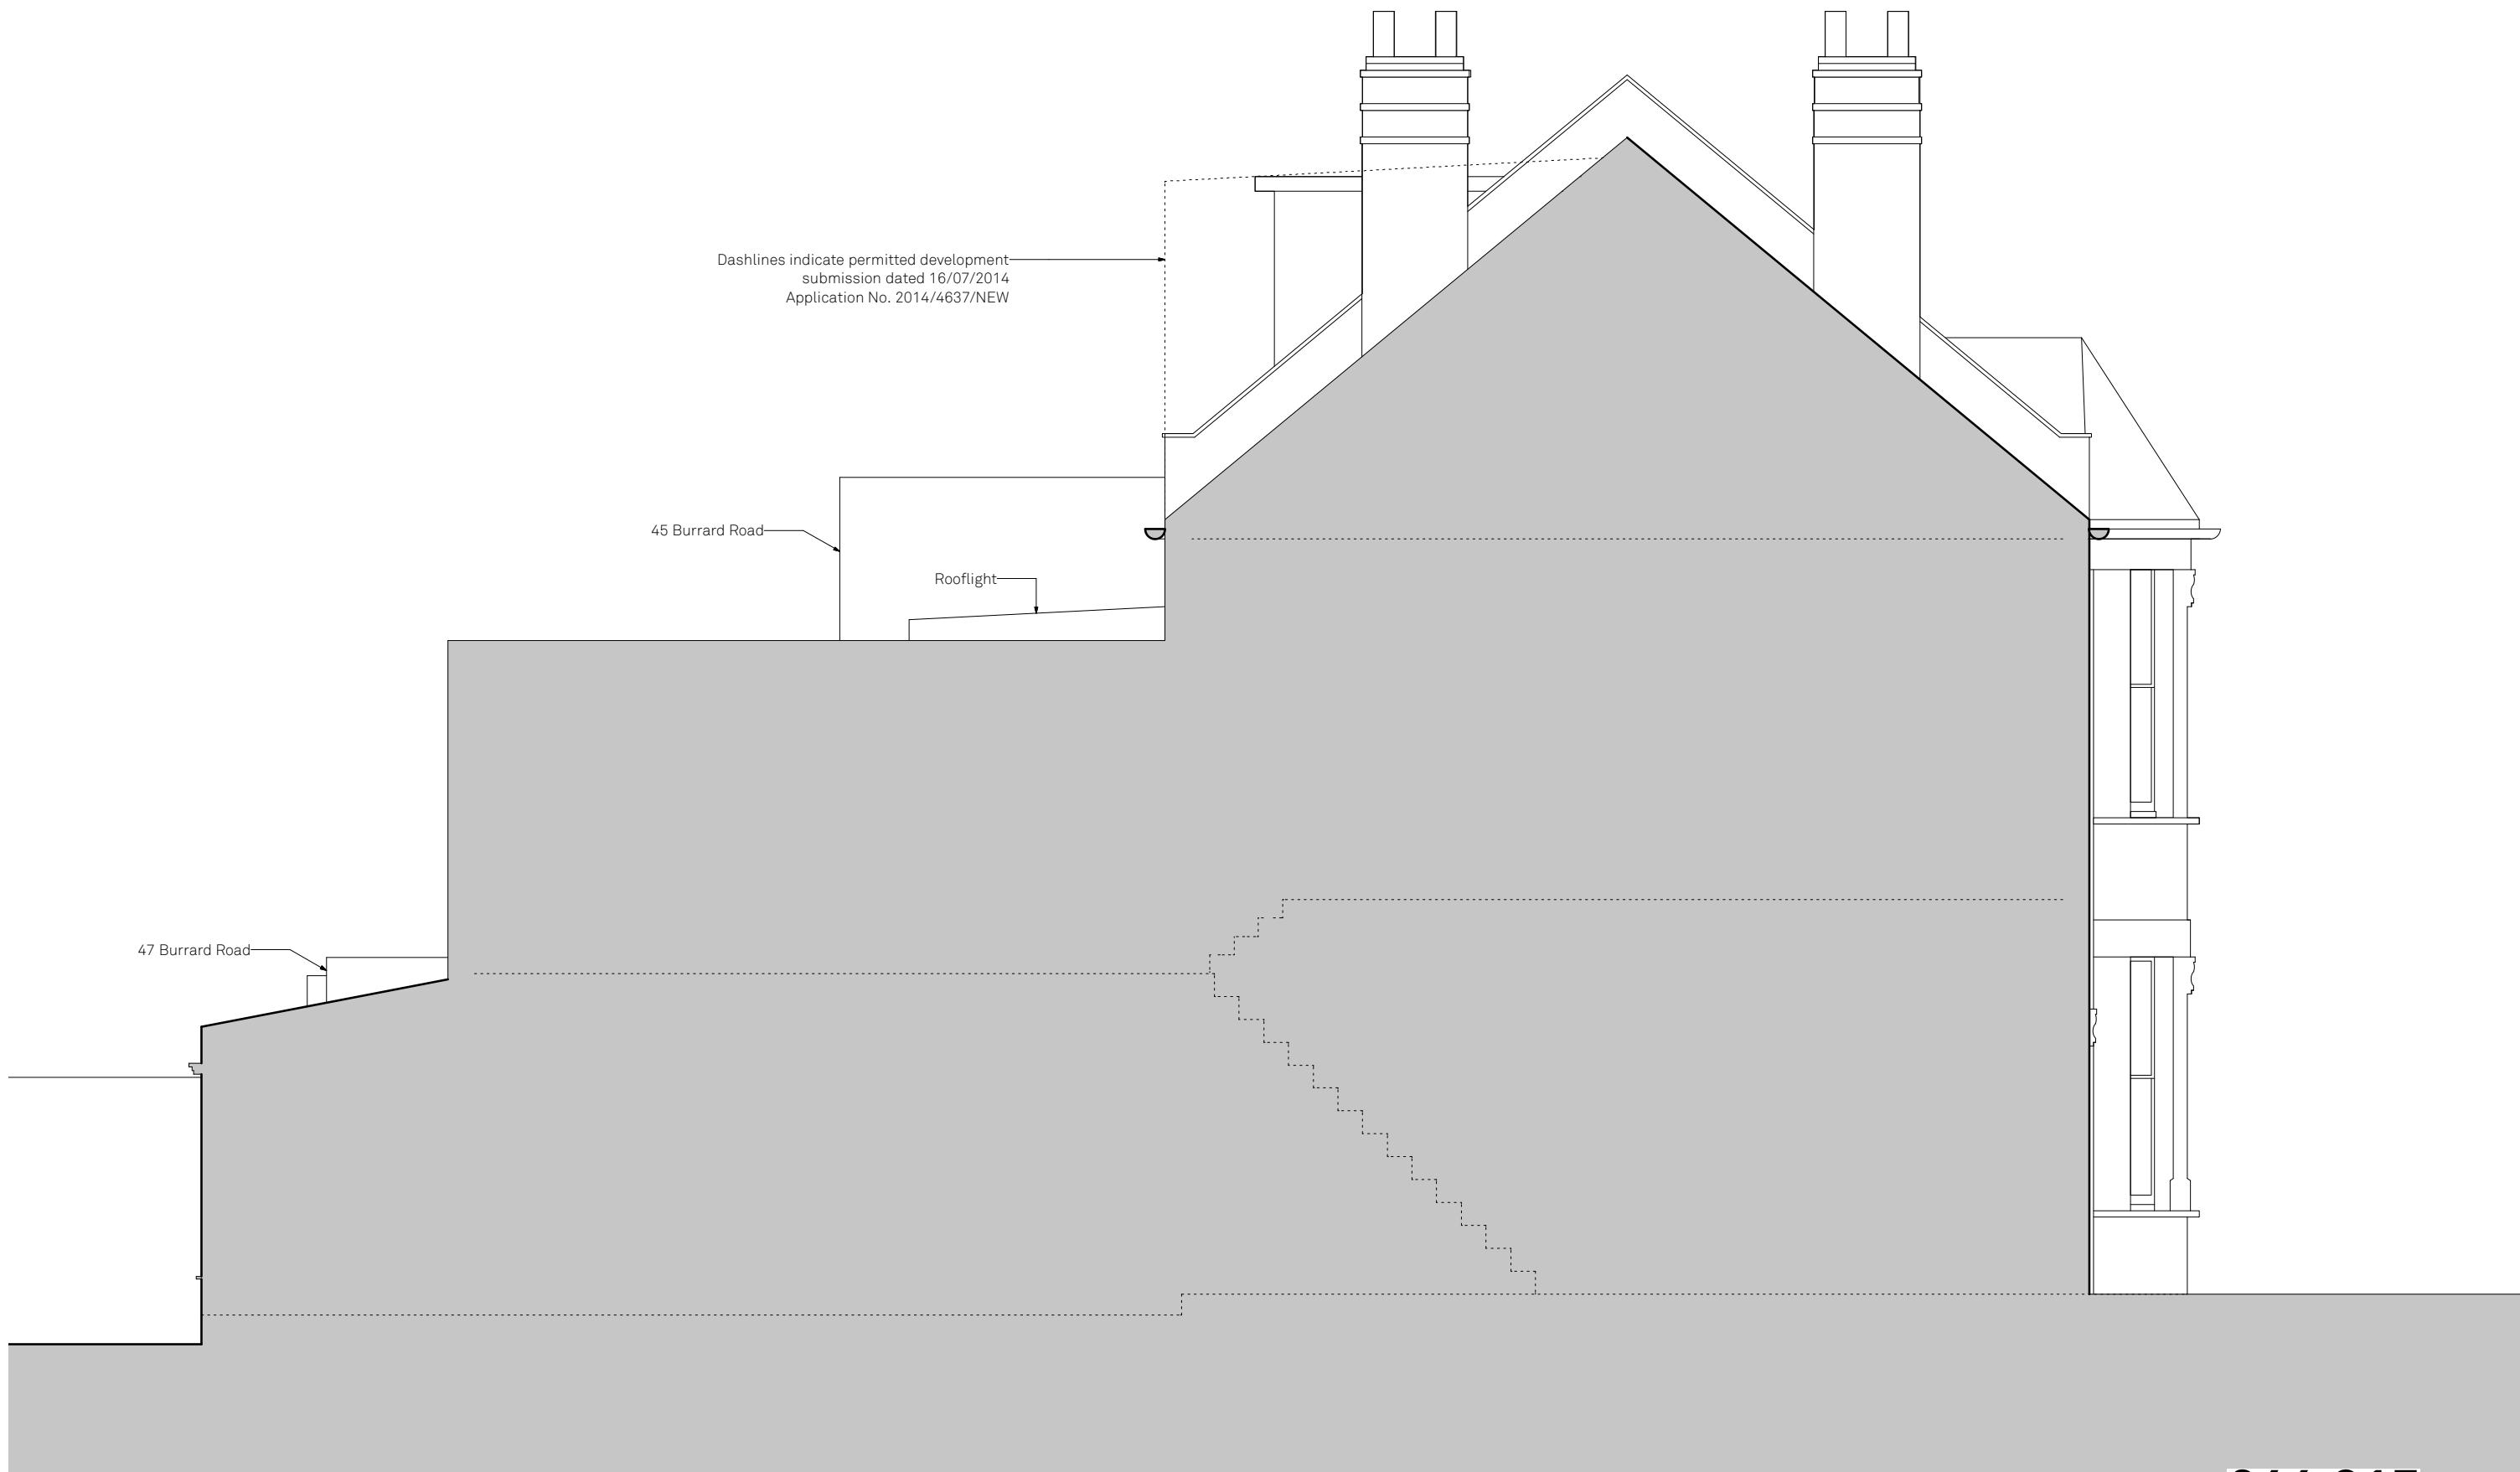 Dashlines indicate permitted development
submission dated 16/07/2014
Application No. 2014/4637/NEW
45 Burrard Road
Rooflight
47 Burrard Road